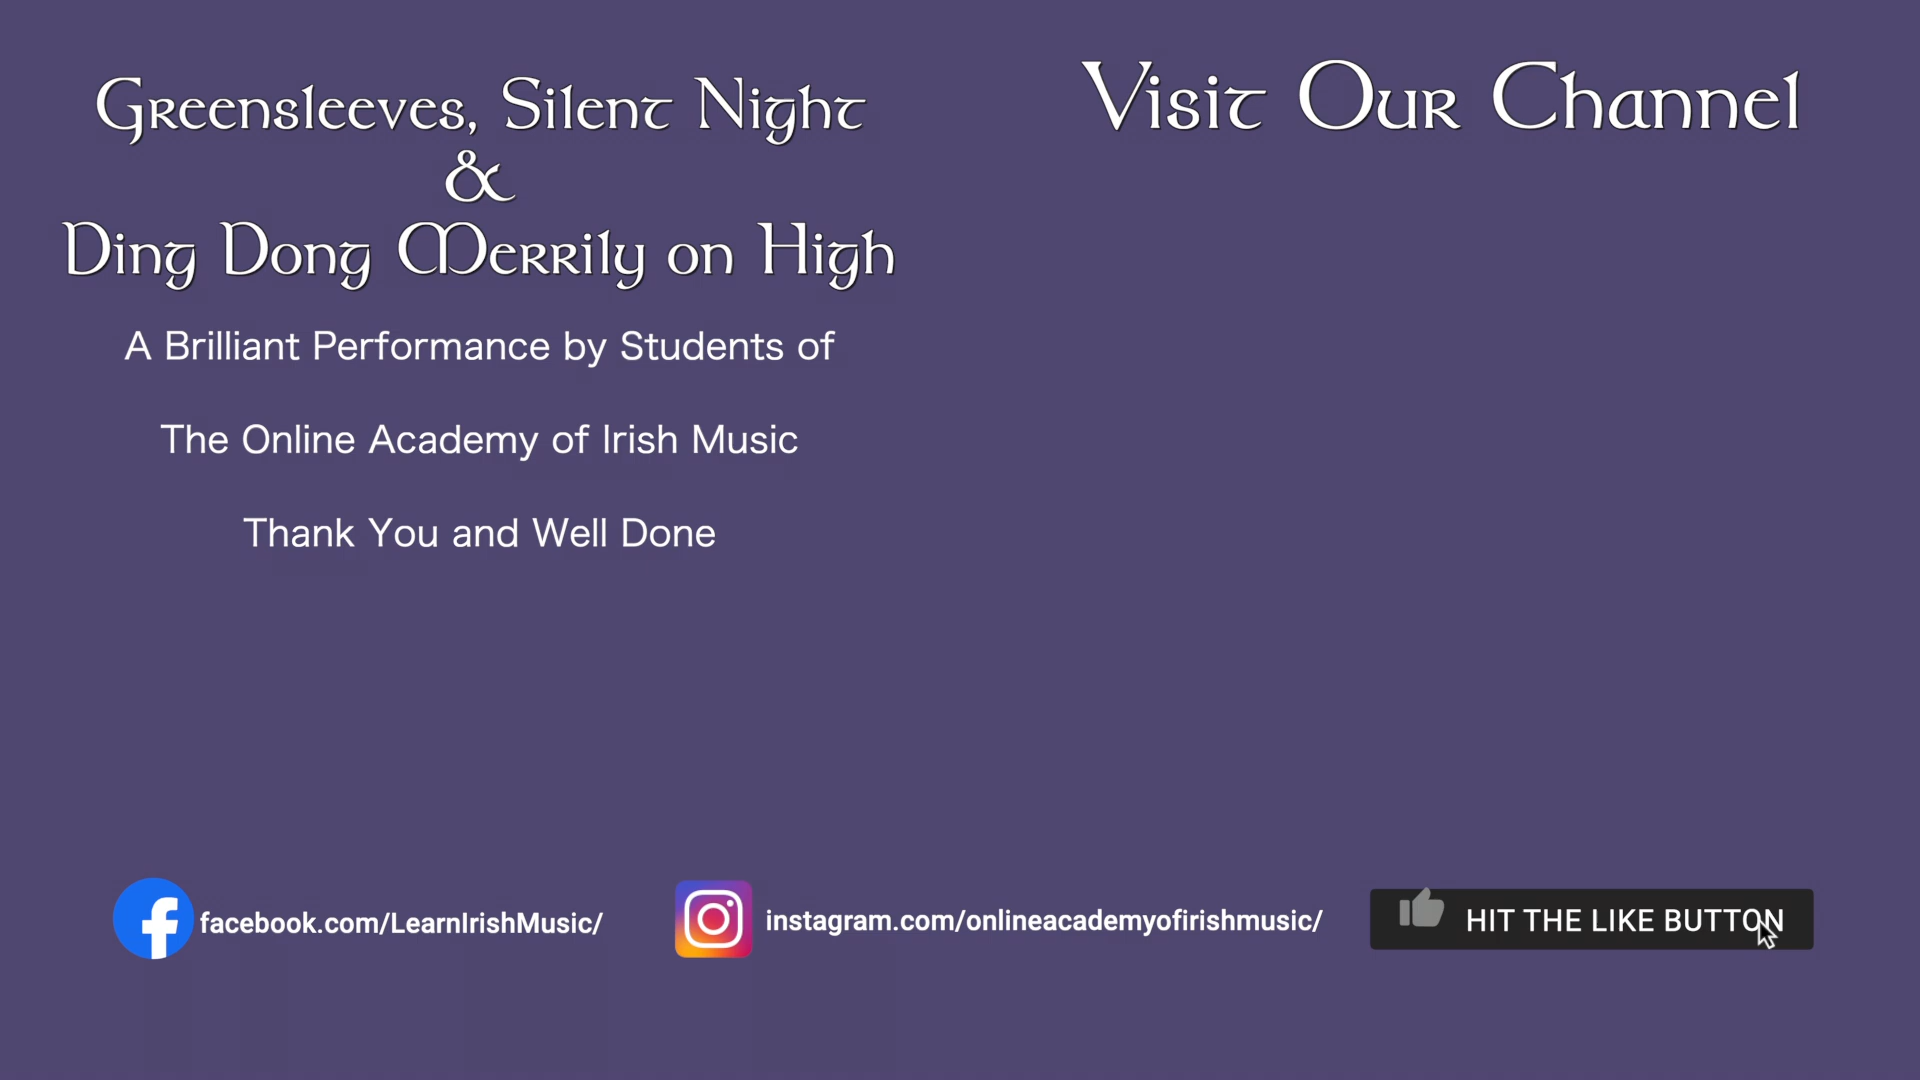 Greensleeves, Silent Night
&
Ding Dong Merrily on High
A Brilliant Performance by Students of
The Online Academy of Irish Music
Thank You and Well Done
Visit Our Channel
facebook.com/LearnIrishMusic/
instagram.com/onlineacademyofirishmusic/
HIT THE LIKE BUTTON